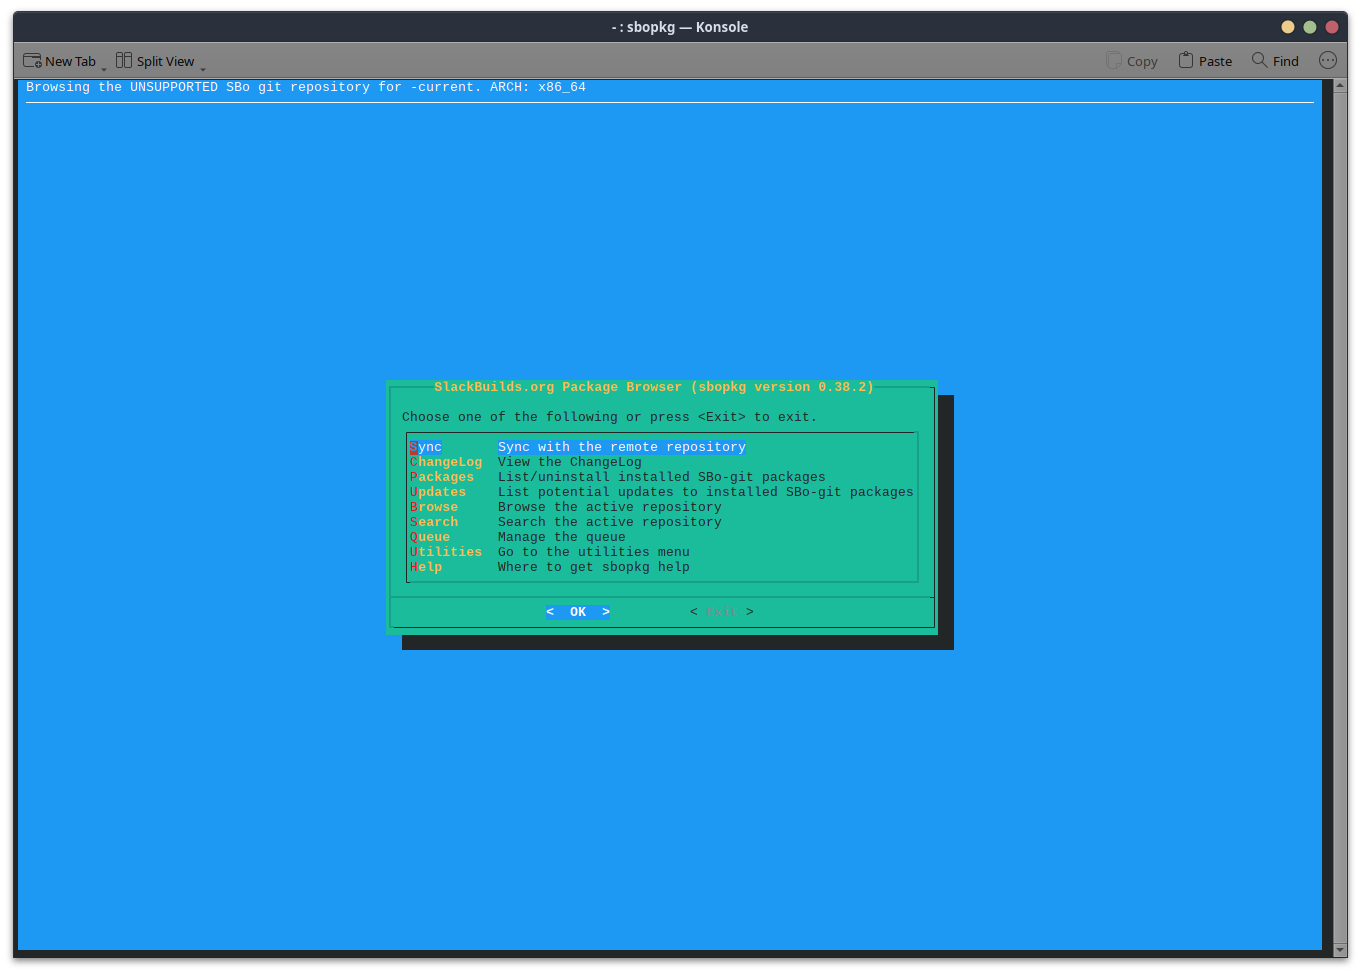 - : sbopkg — Konsole
New Tab Split View Copy Paste Find
Browsing the UNSUPPORTED SBo git repository for -current. ARCH: x86_64
SlackBuilds.org Package Browser (sbopkg version 0.38.2)
Choose one of the following or press <Exit> to exit.
Sync Sync with the remote repository
ChangeLog View the ChangeLog
Packages List/uninstall installed SBo-git packages
Updates List potential updates to installed SBo-git packages
Browse Browse the active repository
Search Search the active repository
Queue Manage the queue
Utilities Go to the utilities menu
Help Where to get sbopkg help
< OK > < Exit >